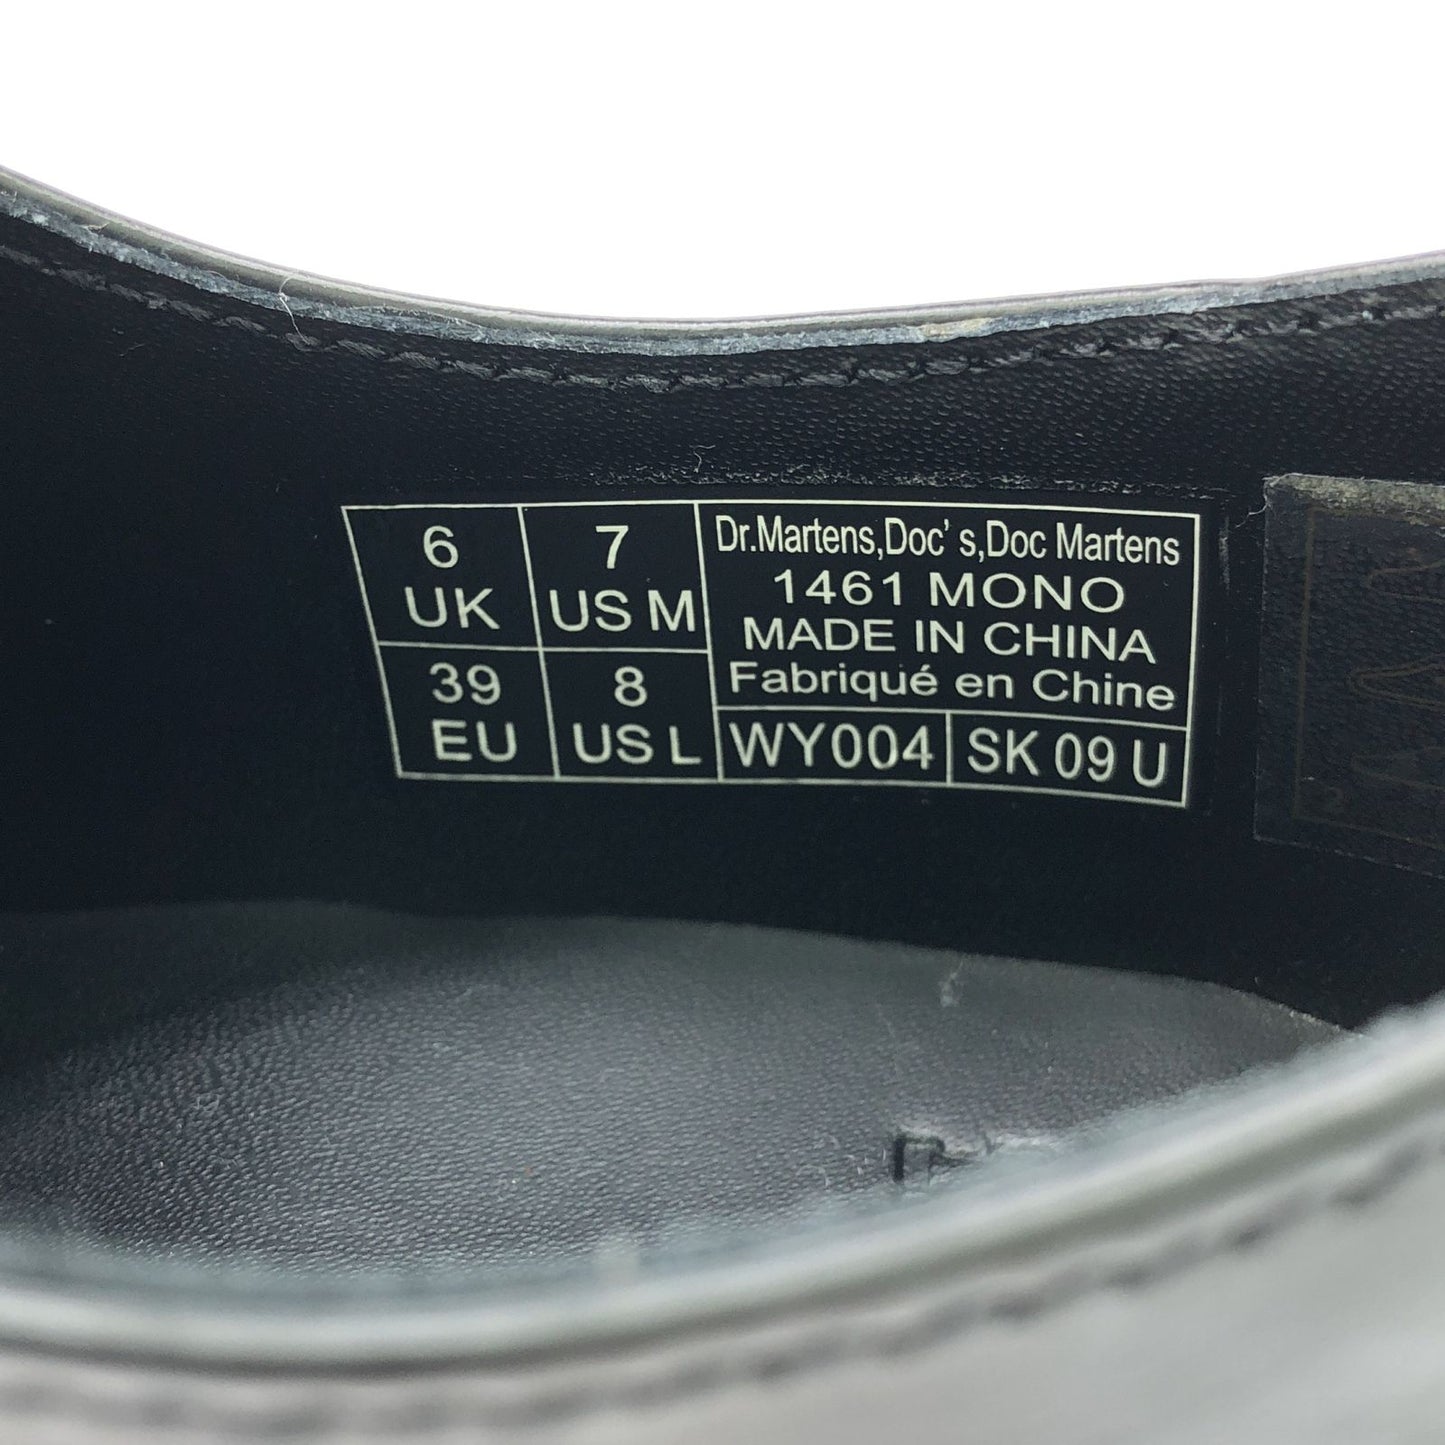 6
UK
7
US M
39
EU
8
US L
Dr.Martens,Doc's,Doc Martens
1461 MONO
MADE IN CHINA
Fabriqué en Chine
WY004
SK 09 U